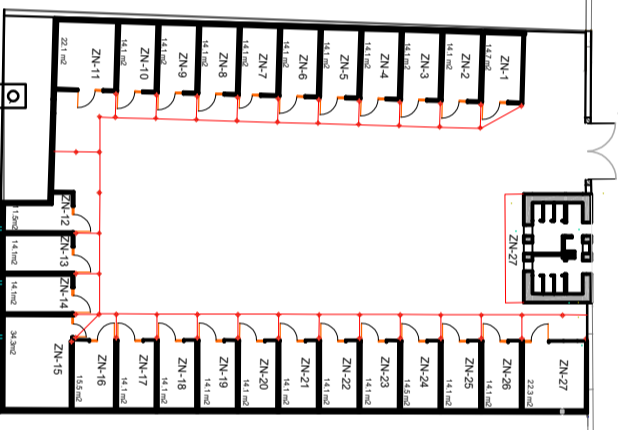 ZN-11
22.1 m2
ZN-10
14.1 m2
ZN-9
14.1 m2
ZN-8
14.1 m2
ZN-7
14.1 m2
ZN-6
14.1 m2
ZN-5
14.1 m2
ZN-4
14.1 m2
ZN-3
14.1 m2
ZN-2
14.1 m2
ZN-1
14.7 m2
ZN-12
ZN-13
14.1m2
ZN-14
14.1m2
ZN-15
34.3m2
ZN-27
ZN-16
15.5 m2
ZN-17
14.1 m2
ZN-18
14.1 m2
ZN-19
14.1 m2
ZN-20
14.1 m2
ZN-21
14.1 m2
ZN-22
14.1 m2
ZN-23
14.1 m2
ZN-24
ZN-25
14.1 m2
ZN-26
14.1 m2
ZN-27
22.3 m2